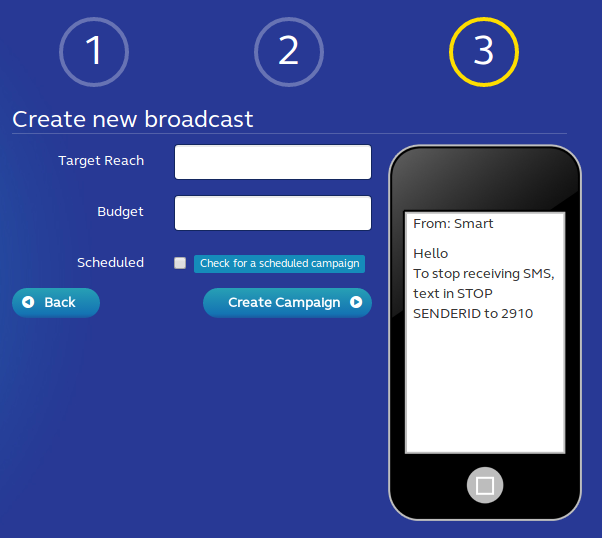 1
2
3
Create new broadcast
Target Reach
Budget
Scheduled
Check for a scheduled campaign
Back
Create Campaign
From: Smart
Hello
To stop receiving SMS,
text in STOP
SENDERID to 2910